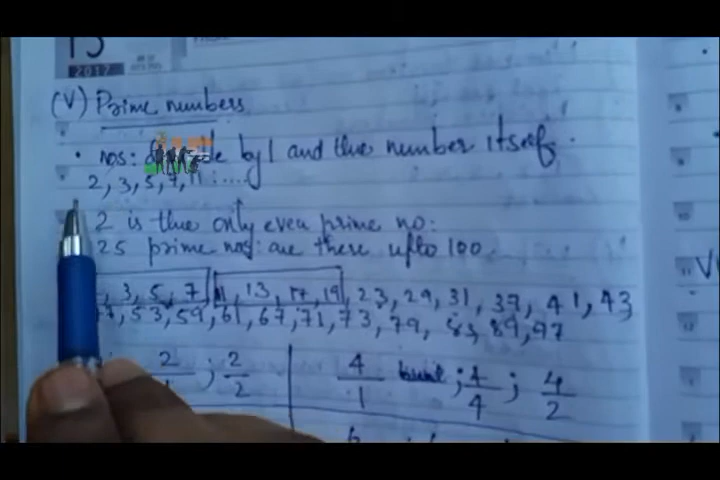 13
2017
(V) Prime numbers
• nos: by 1 and the number itself.
2, 3, 5, 7, 11 .....
2 is the only even prime no:
25 prime nos: are there upto 100.
, 3, 5, 7, 11, 13, 17, 19, 23, 29, 31, 37, 41, 43,
47, 53, 59, 61, 67, 71, 73, 79, 83, 89, 97
2/1 ; 2/2 4/1 ; 4/4 ; 4/2